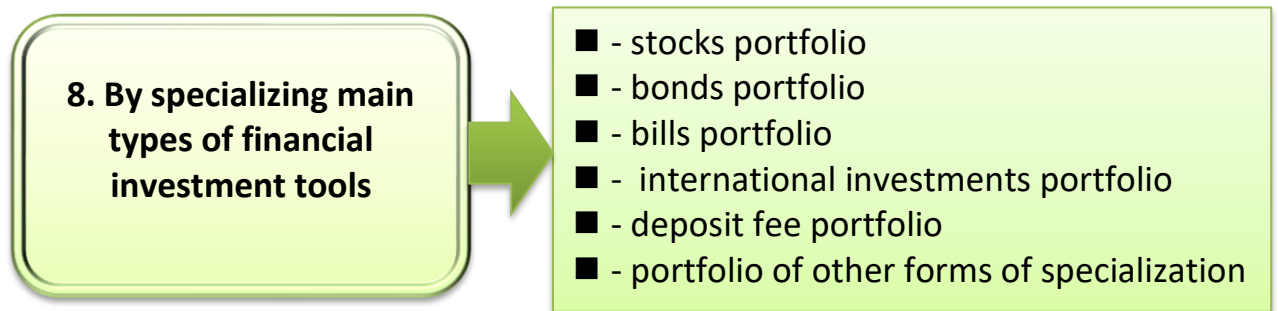 8. By specializing main
types of financial
investment tools
■ - stocks portfolio
■ - bonds portfolio
■ - bills portfolio
■ - international investments portfolio
■ - deposit fee portfolio
■ - portfolio of other forms of specialization